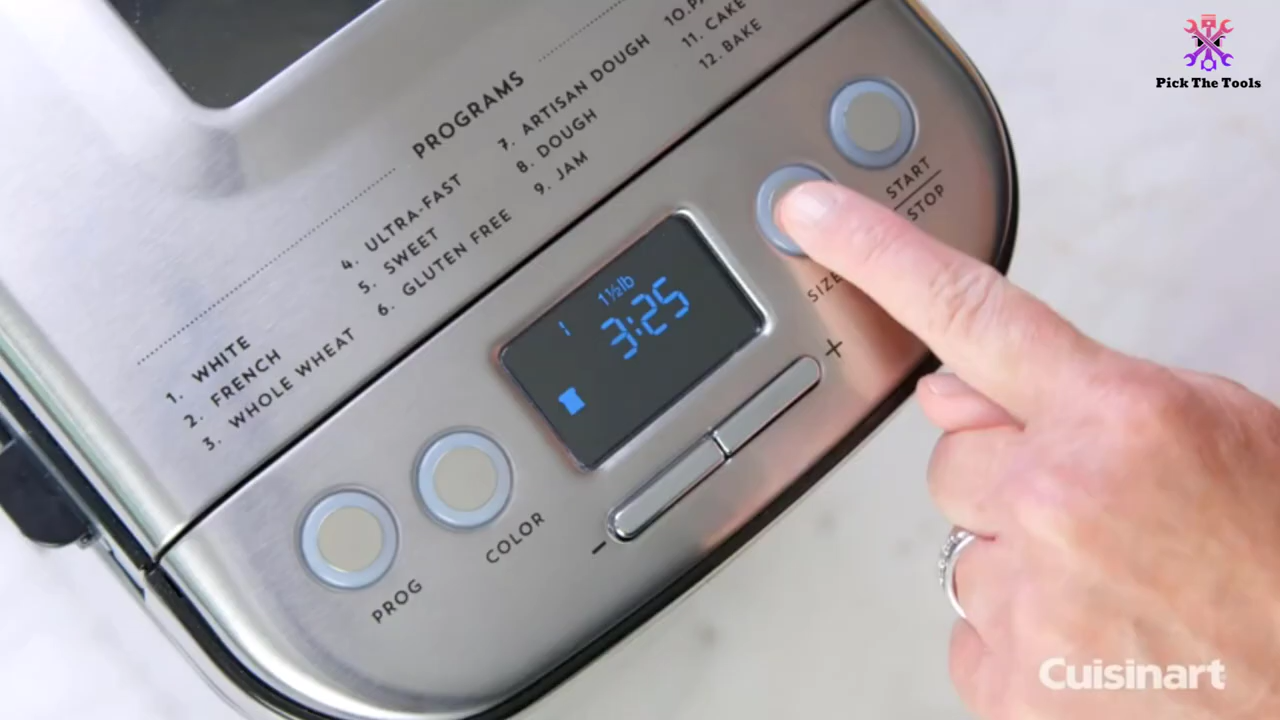 Pick The Tools
PROGRAMS
1. WHITE
2. FRENCH
3. WHOLE WHEAT
4. ULTRA-FAST
5. SWEET
6. GLUTEN FREE
7. ARTISAN DOUGH
8. DOUGH
9. JAM
10.
11. CAKE
12. BAKE
START
STOP
SIZE
1½lb
1 3:25
+
−
COLOR
PROG
Cuisinart